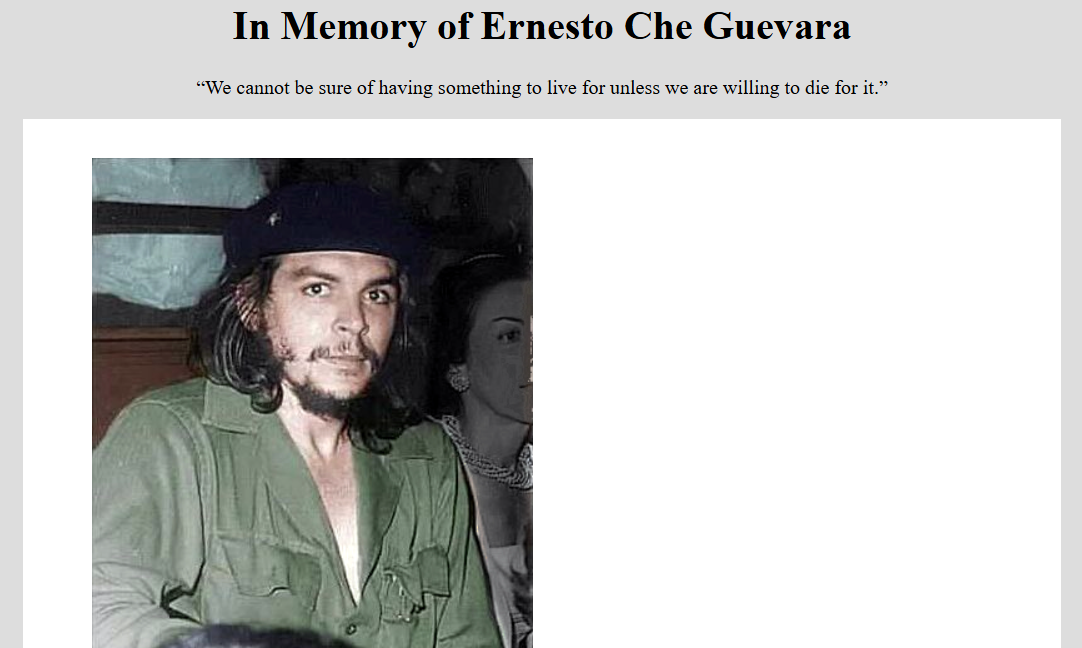 In Memory of Ernesto Che Guevara
“We cannot be sure of having something to live for unless we are willing to die for it.”